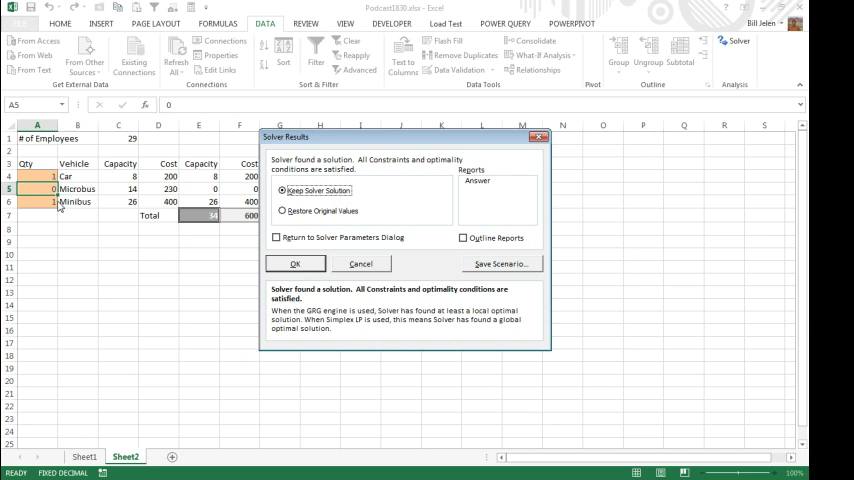 Podcast1830.xlsx - Excel
FILE HOME INSERT PAGE LAYOUT FORMULAS DATA REVIEW VIEW DEVELOPER Load Test POWER QUERY POWERPIVOT Bill Jelen
From Access
From Web
From Text
From Other Sources
Existing Connections
Get External Data
Refresh All
Connections
Properties
Edit Links
Connections
Sort
Filter
Clear
Reapply
Advanced
Sort & Filter
Text to Columns
Flash Fill
Remove Duplicates
Data Validation
Consolidate
What-If Analysis
Relationships
Data Tools
Group
Ungroup
Subtotal
Pivot Outline
Solver
Analysis
A5 fx 0
A B C D E F G H I J K L M N O P Q R S
1 # of Employees 29
2
3 Qty Vehicle Capacity Cost Capacity Cost
4 1 Car 8 200 8 200
5 0 Microbus 14 230 0 0
6 1 Minibus 26 400 26 400
7 Total 34 600
8
9
10
11
12
13
14
15
16
17
18
19
20
21
22
23
24
25
Solver Results
Solver found a solution. All Constraints and optimality
conditions are satisfied.
Keep Solver Solution
Restore Original Values
Reports
Answer
Return to Solver Parameters Dialog
Outline Reports
OK Cancel Save Scenario...
Solver found a solution. All Constraints and optimality conditions are
satisfied.
When the GRG engine is used, Solver has found at least a local optimal
solution. When Simplex LP is used, this means Solver has found a global
optimal solution.
Sheet1 Sheet2
READY FIXED DECIMAL 100%